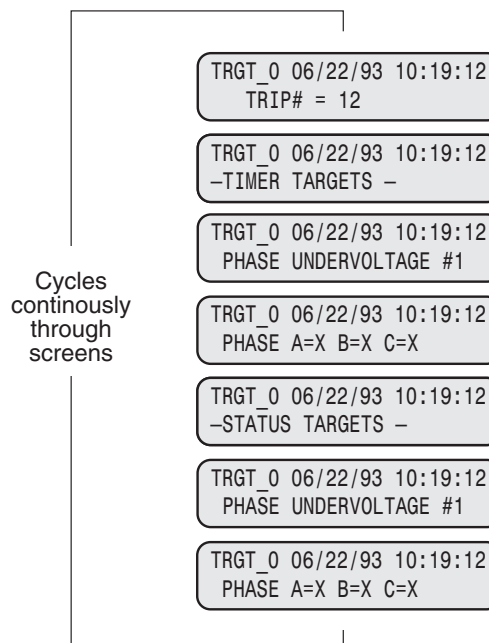 TRGT_0 06/22/93 10:19:12
TRIP# = 12
TRGT_0 06/22/93 10:19:12
–TIMER TARGETS –
TRGT_0 06/22/93 10:19:12
PHASE UNDERVOLTAGE #1
Cycles
continously
through
screens
TRGT_0 06/22/93 10:19:12
PHASE A=X B=X C=X
TRGT_0 06/22/93 10:19:12
–STATUS TARGETS –
TRGT_0 06/22/93 10:19:12
PHASE UNDERVOLTAGE #1
TRGT_0 06/22/93 10:19:12
PHASE A=X B=X C=X